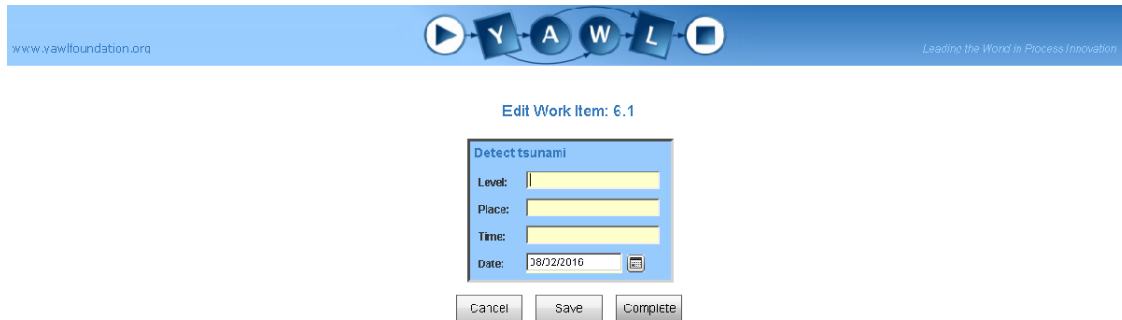 www.yawlfoundation.org
YAWL
Leading the World in Process Innovation
Edit Work Item: 6.1
Detect tsunami
Level:
Place:
Time:
Date: 08/02/2016
Cancel Save Complete